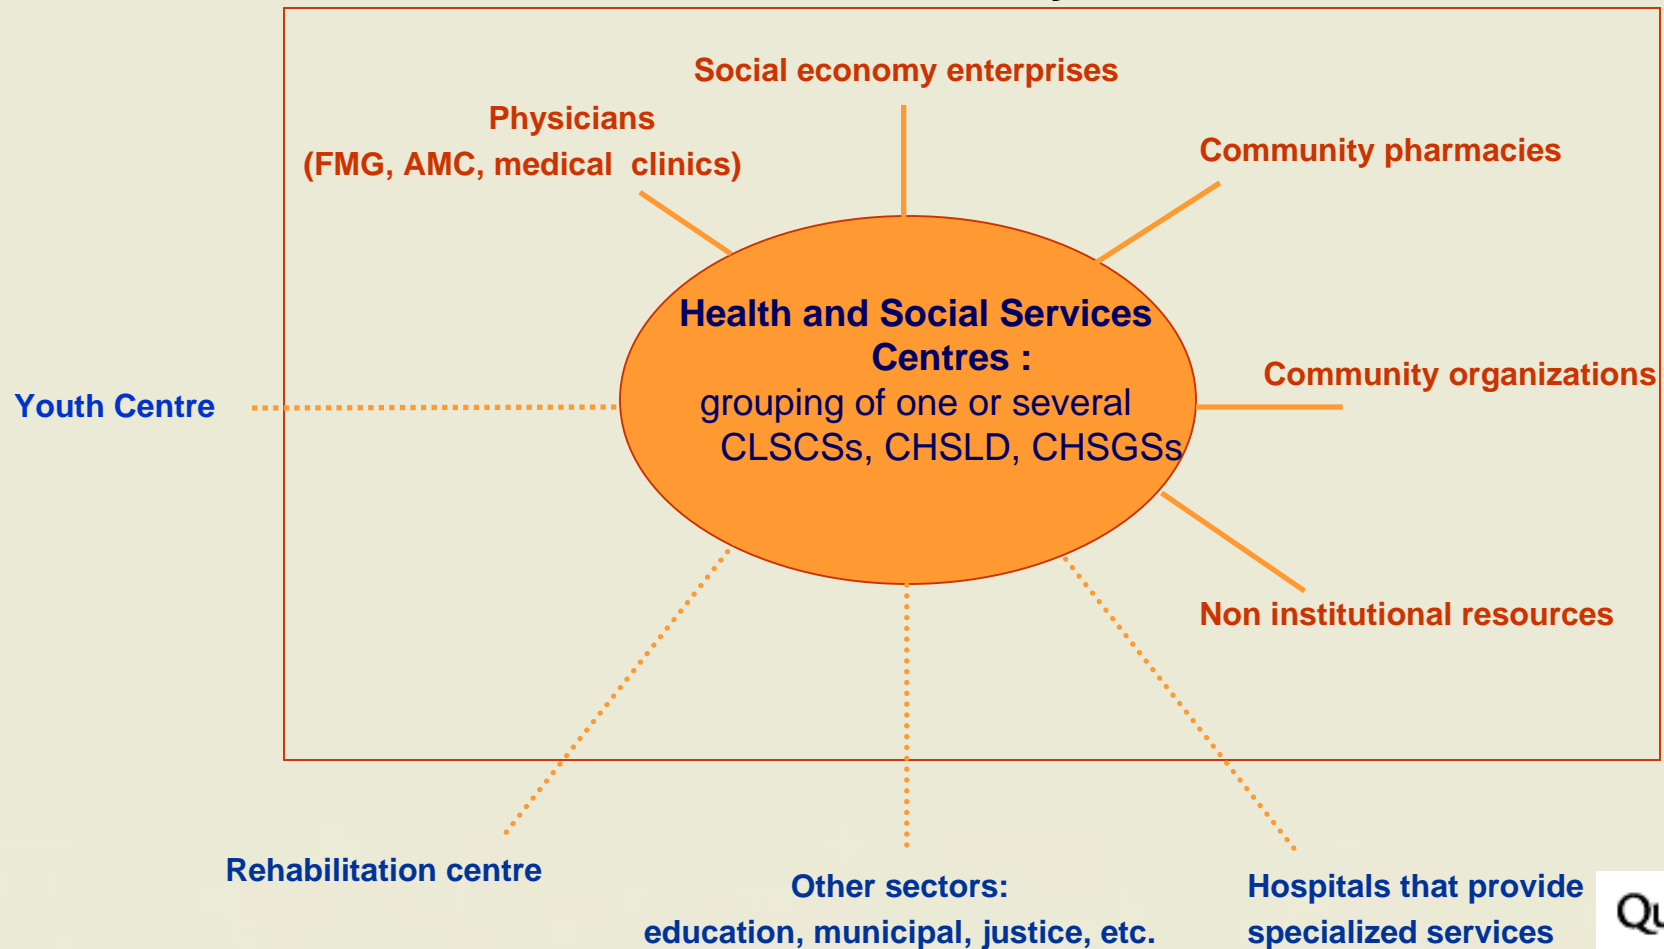 Social economy enterprises
Physicians
(FMG, AMC, medical clinics)
Community pharmacies
Health and Social Services
Centres :
grouping of one or several
CLSCSs, CHSLD, CHSGSs
Community organizations
Youth Centre
Non institutional resources
Rehabilitation centre
Other sectors:
education, municipal, justice, etc.
Hospitals that provide
specialized services